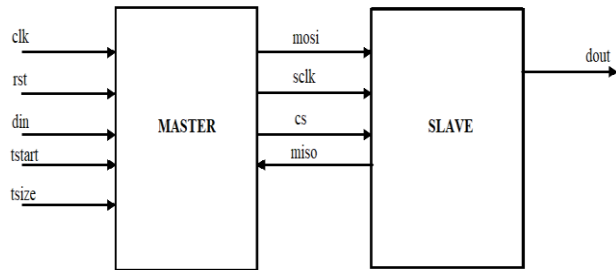 clk
rst
din
tstart
tsize
MASTER
mosi
sclk
cs
miso
SLAVE
dout